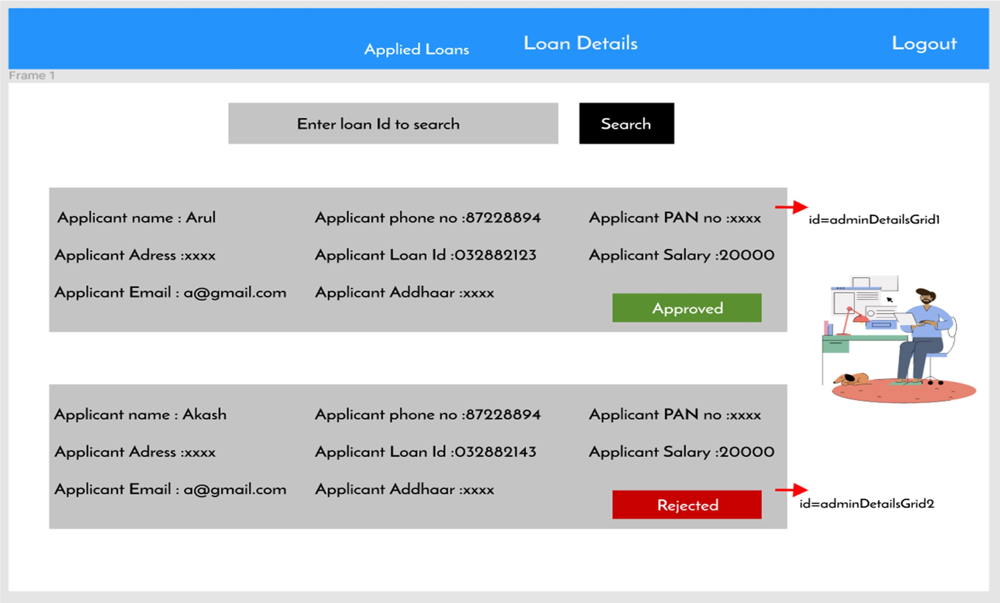 Applied Loans Loan Details Logout
Frame 1
Enter loan Id to search Search
Applicant name : Arul Applicant phone no :87228894 Applicant PAN no :xxxx
id=adminDetailsGrid1
Applicant Adress :xxxx Applicant Loan Id :032882123 Applicant Salary :20000
Applicant Email : a@gmail.com Applicant Addhaar :xxxx
Approved
Applicant name : Akash Applicant phone no :87228894 Applicant PAN no :xxxx
Applicant Adress :xxxx Applicant Loan Id :032882143 Applicant Salary :20000
Applicant Email : a@gmail.com Applicant Addhaar :xxxx
Rejected
id=adminDetailsGrid2